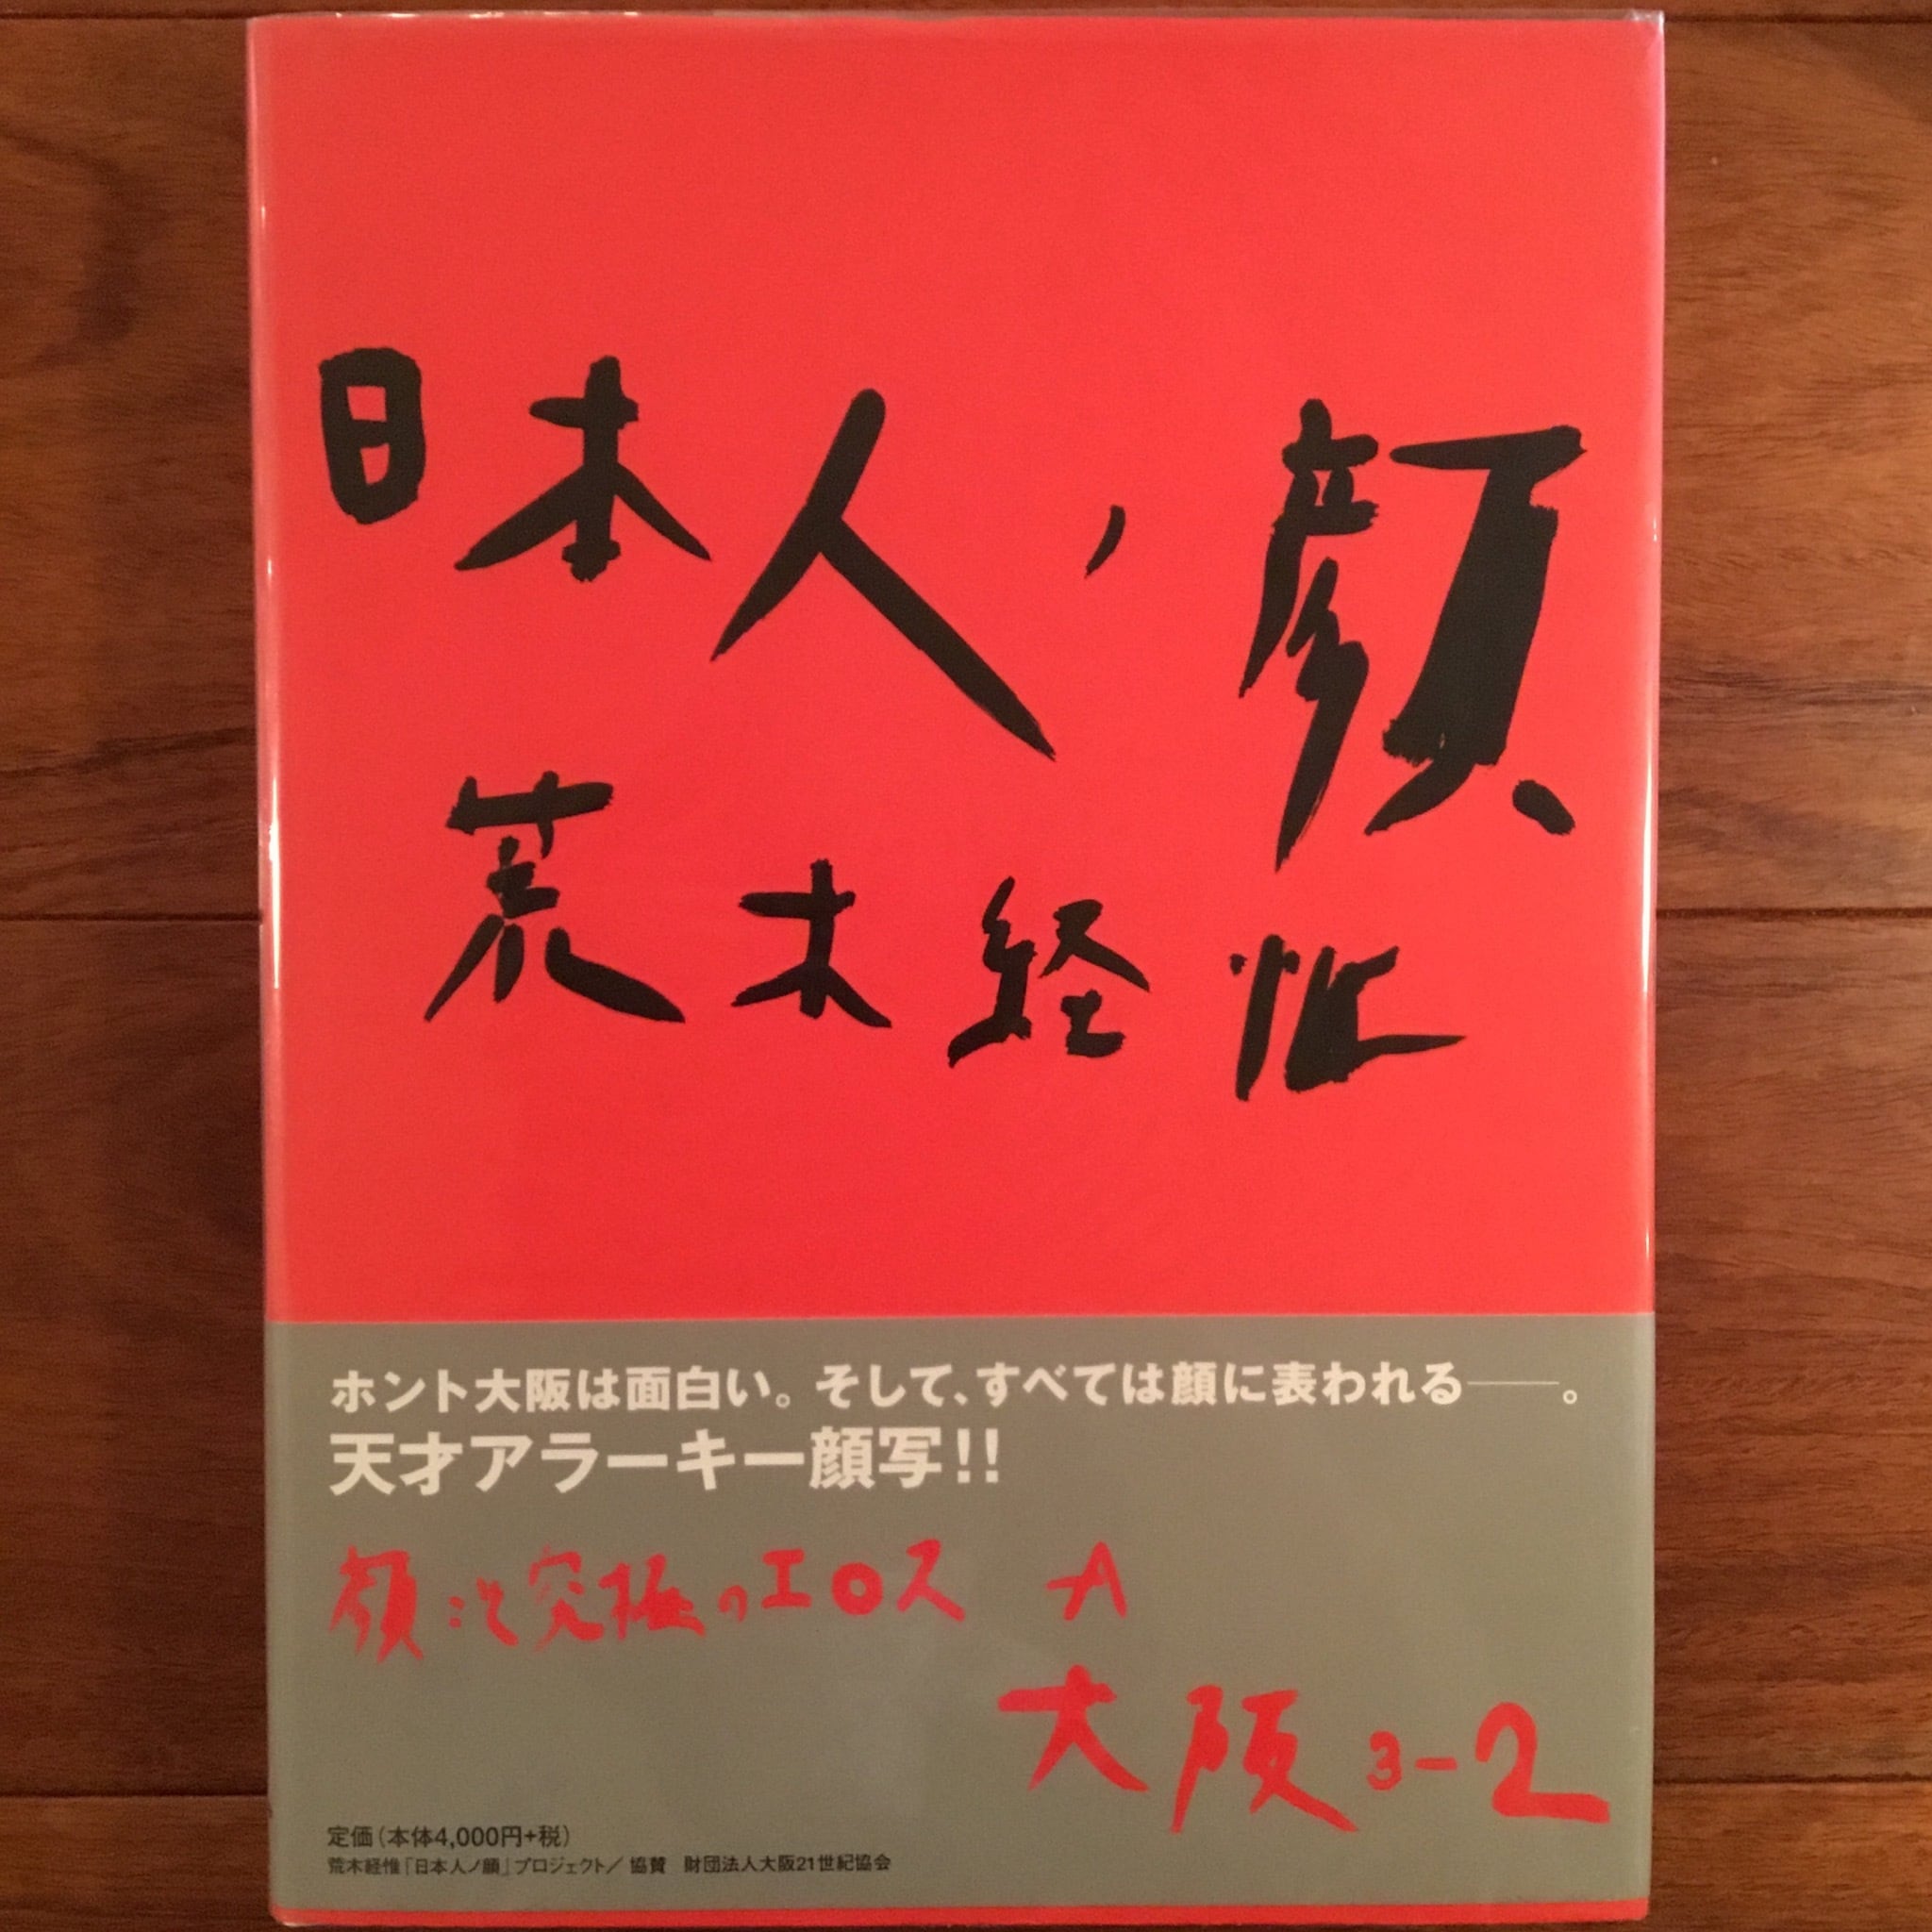 日本人ノ顔
荒木経惟
ホント大阪は面白い。そして、すべては顔に表われる――。
天才アラーキー顔写!!
顔こそ究極のエロス A
大阪3-2
定価(本体4,000円+税)
荒木経惟「日本人ノ顔」プロジェクト/協賛 財団法人大阪21世紀協会